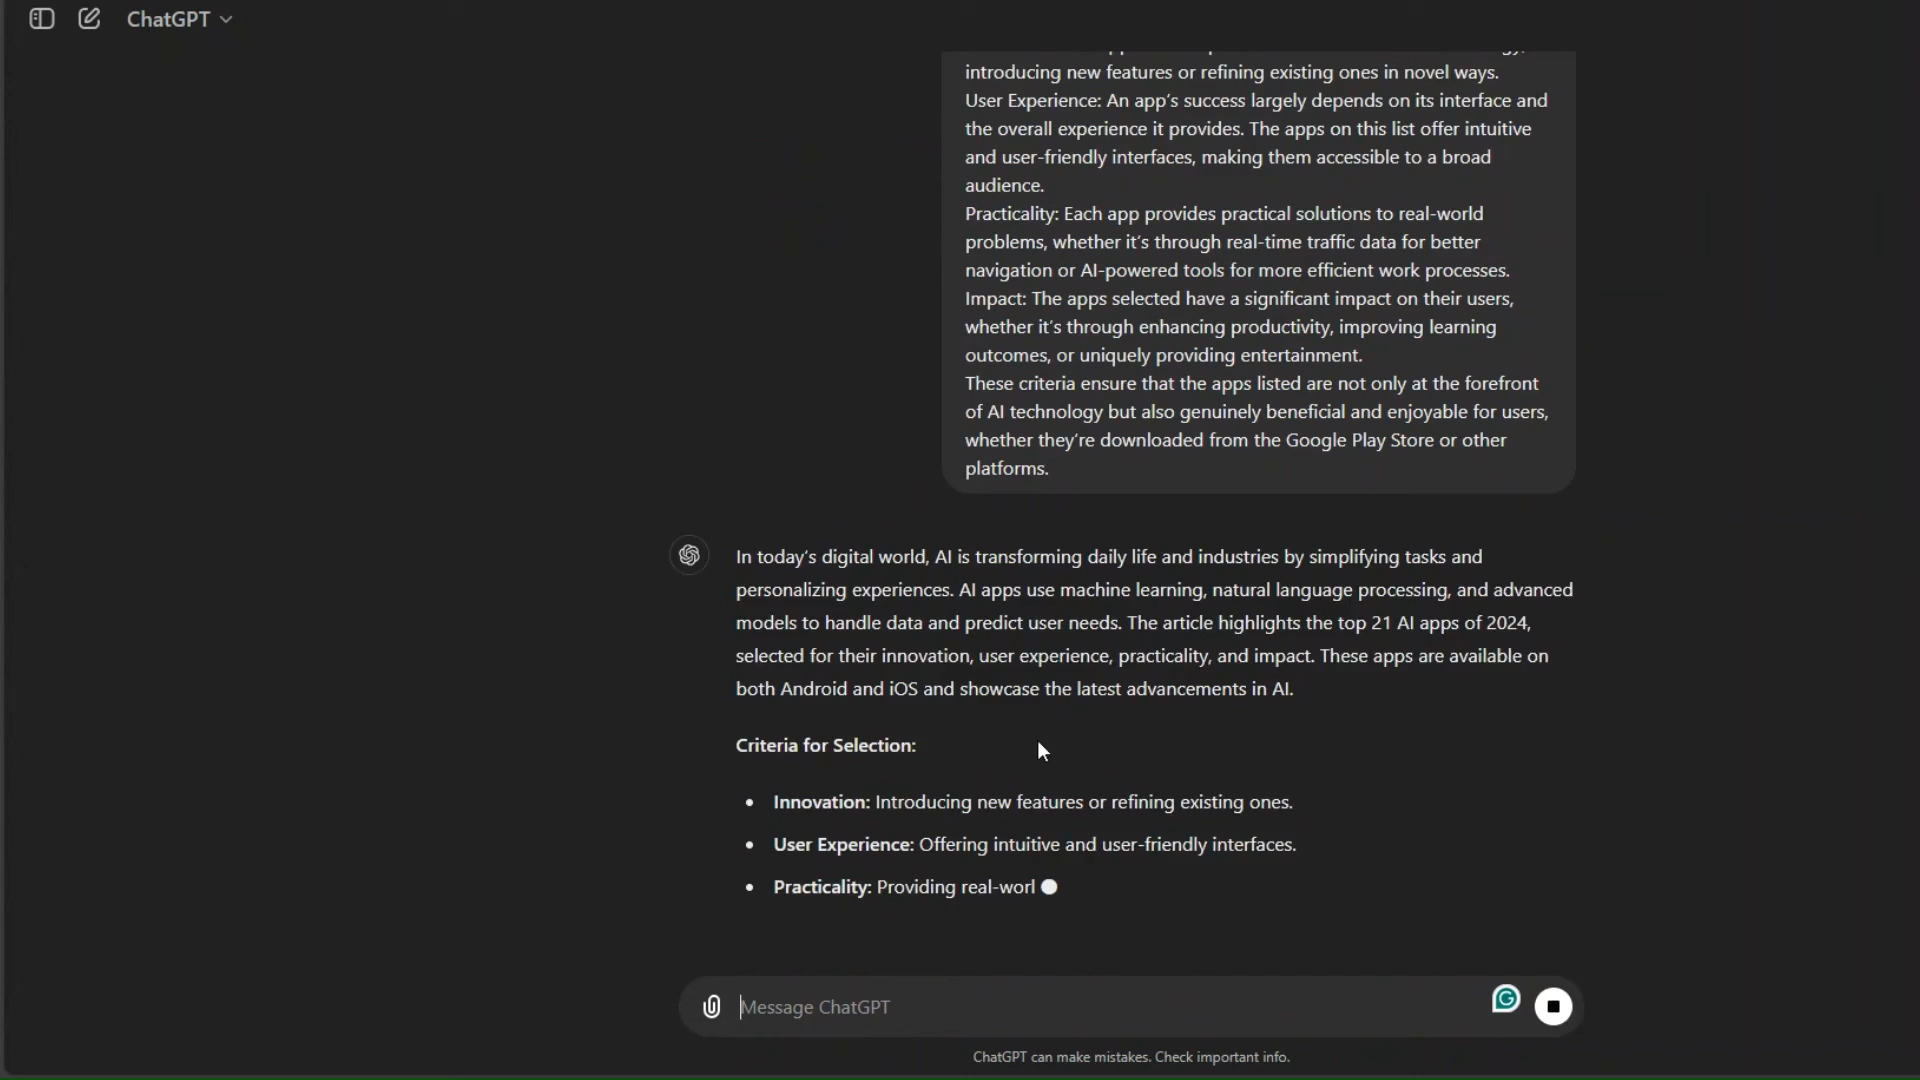 ChatGPT
introducing new features or refining existing ones in novel ways.
User Experience: An app's success largely depends on its interface and
the overall experience it provides. The apps on this list offer intuitive
and user-friendly interfaces, making them accessible to a broad
audience.
Practicality: Each app provides practical solutions to real-world
problems, whether it's through real-time traffic data for better
navigation or AI-powered tools for more efficient work processes.
Impact: The apps selected have a significant impact on their users,
whether it's through enhancing productivity, improving learning
outcomes, or uniquely providing entertainment.
These criteria ensure that the apps listed are not only at the forefront
of AI technology but also genuinely beneficial and enjoyable for users,
whether they're downloaded from the Google Play Store or other
platforms.
In today's digital world, AI is transforming daily life and industries by simplifying tasks and
personalizing experiences. AI apps use machine learning, natural language processing, and advanced
models to handle data and predict user needs. The article highlights the top 21 AI apps of 2024,
selected for their innovation, user experience, practicality, and impact. These apps are available on
both Android and iOS and showcase the latest advancements in AI.
Criteria for Selection:
• Innovation: Introducing new features or refining existing ones.
• User Experience: Offering intuitive and user-friendly interfaces.
• Practicality: Providing real-worl
Message ChatGPT
ChatGPT can make mistakes. Check important info.